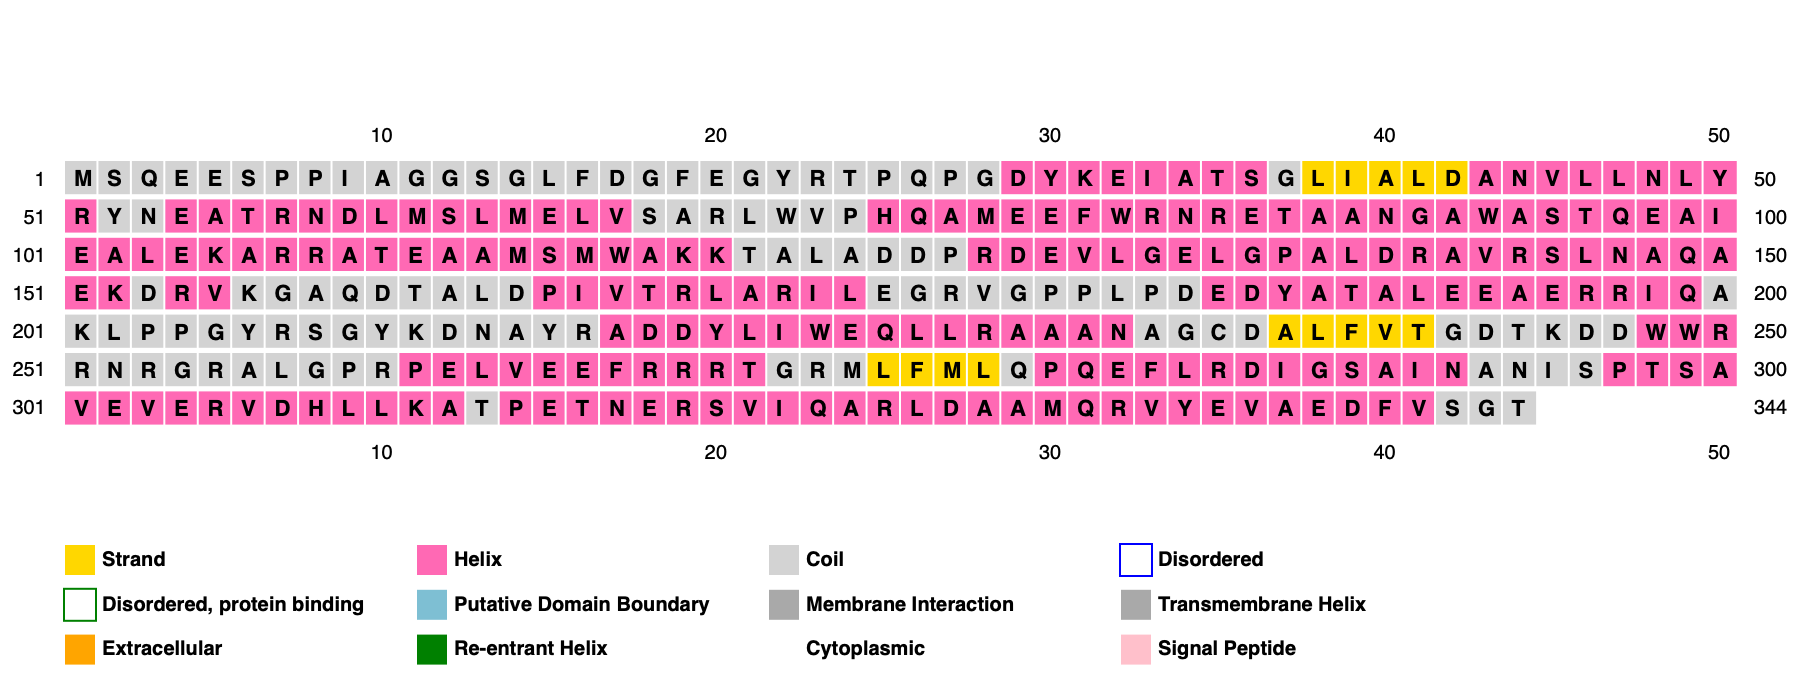 10 20 30 40 50
1 M S Q E E S P P I A G G S G L F D G F E G Y R T P Q P G D Y K E I A T S G L I A L D A N V L L N L Y 50
51 R Y N E A T R N D L M S L M E L V S A R L W V P H Q A M E E F W R N R E T A A N G A W A S T Q E A I 100
101 E A L E K A R R A T E A A M S M W A K K T A L A D D P R D E V L G E L G P A L D R A V R S L N A Q A 150
151 E K D R V K G A Q D T A L D P I V T R L A R I L E G R V G P P L P D E D Y A T A L E E A E R R I Q A 200
201 K L P P G Y R S G Y K D N A Y R A D D Y L I W E Q L L R A A A N A G C D A L F V T G D T K D D W W R 250
251 R N R G R A L G P R P E L V E E F R R R T G R M L F M L Q P Q E F L R D I G S A I N A N I S P T S A 300
301 V E V E R V D H L L K A T P E T N E R S V I Q A R L D A A M Q R V Y E V A E D F V S G T 344
10 20 30 40 50
Strand Helix Coil Disordered
Disordered, protein binding Putative Domain Boundary Membrane Interaction Transmembrane Helix
Extracellular Re-entrant Helix Cytoplasmic Signal Peptide